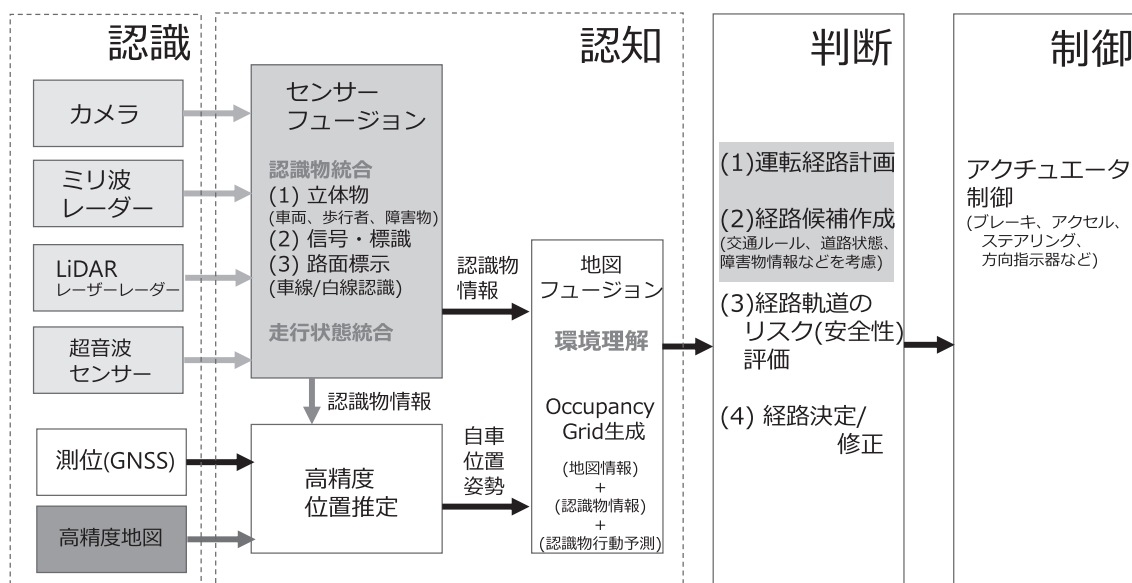 認識
カメラ
ミリ波
レーダー
LiDAR
レーザーレーダー
超音波
センサー
測位(GNSS)
高精度地図
認知
センサー
フュージョン
認識物統合
(1) 立体物
(車両、歩行者、障害物)
(2) 信号・標識
(3) 路面標示
(車線/白線認識)
走行状態統合
認識物情報
高精度
位置推定
認識物
情報
自車
位置
姿勢
地図
フュージョン
環境理解
Occupancy
Grid生成
(地図情報)
+
(認識物情報)
+
(認識物行動予測)
判断
(1)運転経路計画
(2)経路候補作成
(交通ルール、道路状態、
障害物情報などを考慮)
(3)経路軌道の
リスク(安全性)
評価
(4) 経路決定/
修正
制御
アクチュエータ
制御
(ブレーキ、アクセル、
ステアリング、
方向指示器など)